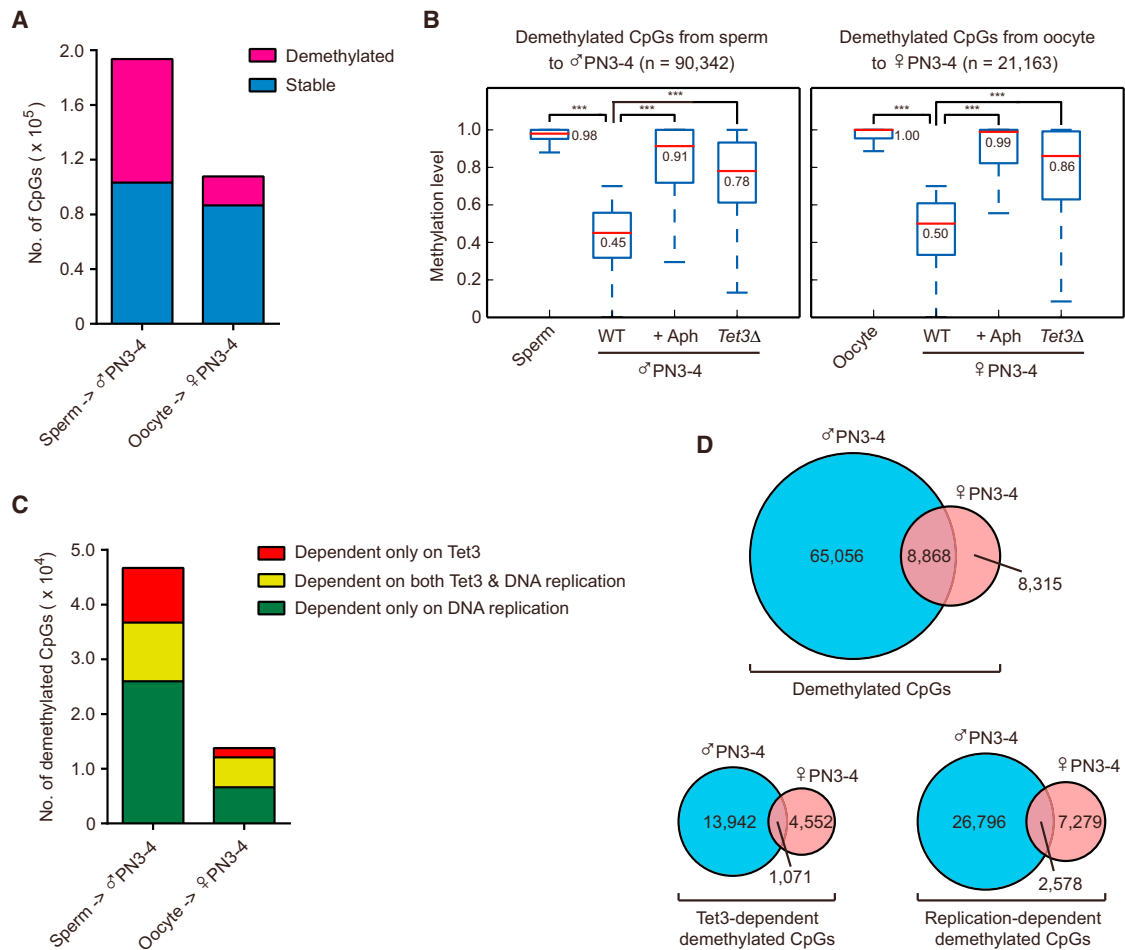 A
No. of CpGs ( x 10⁵)
2.0
1.6
1.2
0.8
0.4
0
Demethylated
Stable
Sperm -> ♂PN3-4
Oocyte -> ♀PN3-4
B
Demethylated CpGs from sperm
to ♂PN3-4 (n = 90,342)
Demethylated CpGs from oocyte
to ♀PN3-4 (n = 21,163)
Methylation level
1.0
0.8
0.6
0.4
0.2
0
***
***
***
0.98
0.45
0.91
0.78
Sperm
WT
+ Aph
Tet3Δ
♂PN3-4
***
***
***
1.00
0.50
0.99
0.86
Oocyte
WT
+ Aph
Tet3Δ
♀PN3-4
C
No. of demethylated CpGs ( x 10⁴)
5.0
4.0
3.0
2.0
1.0
0
Dependent only on Tet3
Dependent on both Tet3 & DNA replication
Dependent only on DNA replication
Sperm -> ♂PN3-4
Oocyte -> ♀PN3-4
D
♂PN3-4
♀PN3-4
65,056
8,868
8,315
Demethylated CpGs
♂PN3-4
♀PN3-4
13,942
4,552
1,071
Tet3-dependent
demethylated CpGs
♂PN3-4
♀PN3-4
26,796
7,279
2,578
Replication-dependent
demethylated CpGs